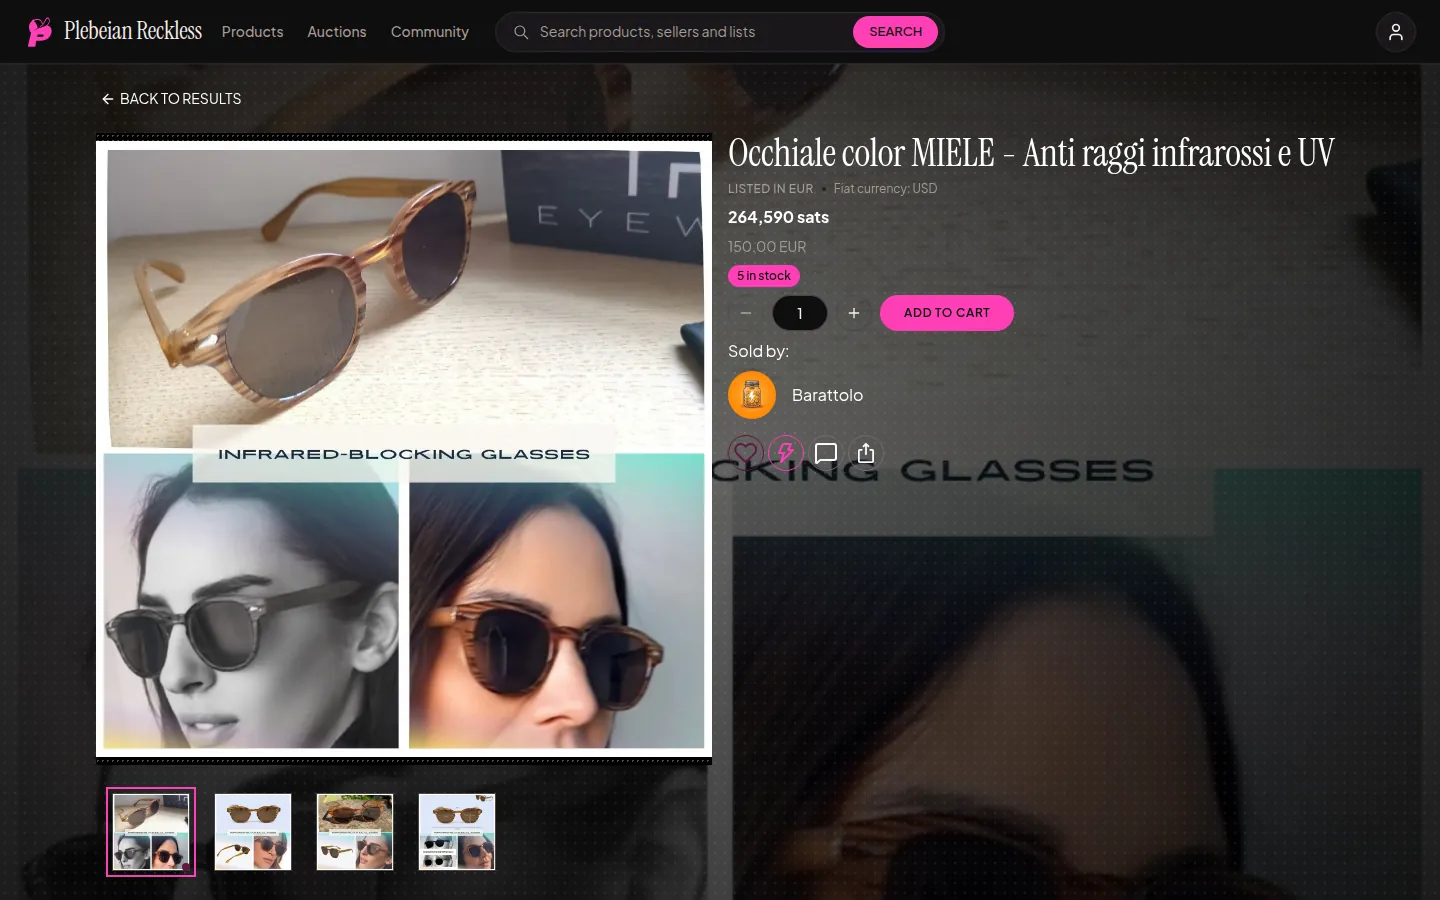 Plebeian Reckless
Products
Auctions
Community
Search products, sellers and lists
SEARCH
BACK TO RESULTS
EYEW
INFRARED-BLOCKING GLASSES
Occhiale color MIELE - Anti raggi infrarossi e UV
LISTED IN EUR • Fiat currency: USD
264,590 sats
150.00 EUR
5 in stock
1
ADD TO CART
Sold by:
Barattolo
CKING GLASSES